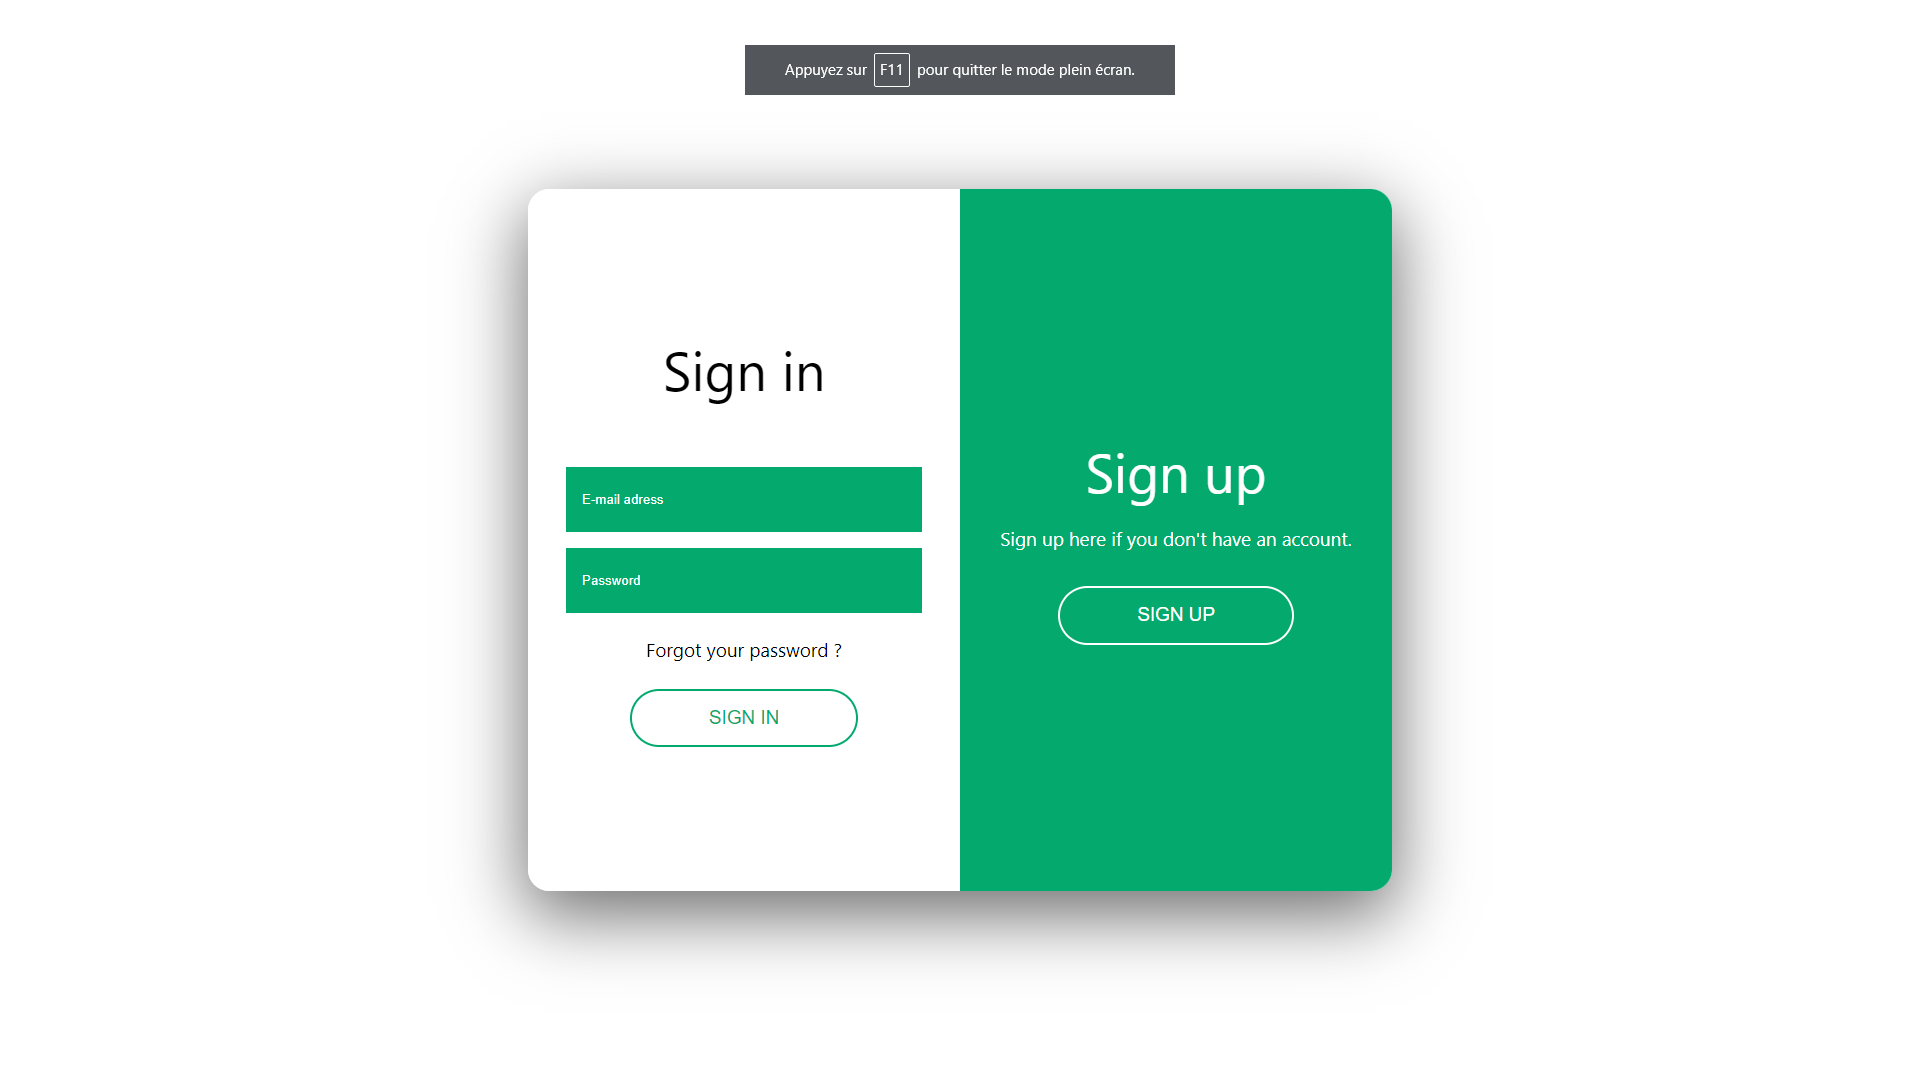 Appuyez sur F11 pour quitter le mode plein écran.
Sign in
E-mail adress
Password
Forgot your password ?
SIGN IN
Sign up
Sign up here if you don't have an account.
SIGN UP